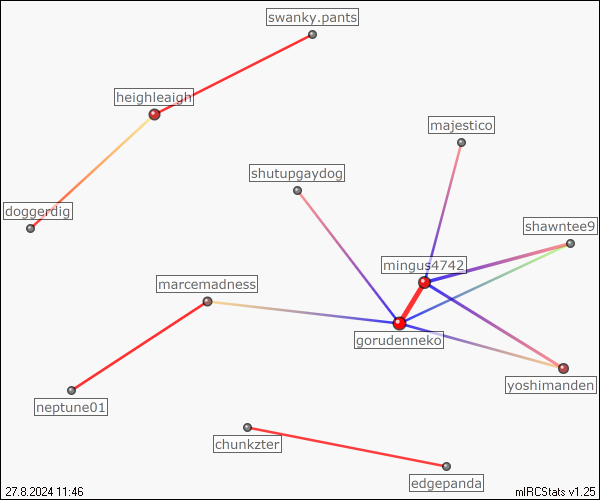 swanky.pants
heighleaigh
majestico
shutupgaydog
doggerdig
shawntee9
mingus4742
marcemadness
gorudenneko
yoshimanden
neptune01
chunkzter
edgepanda
27.8.2024 11:46
mIRCStats v1.25